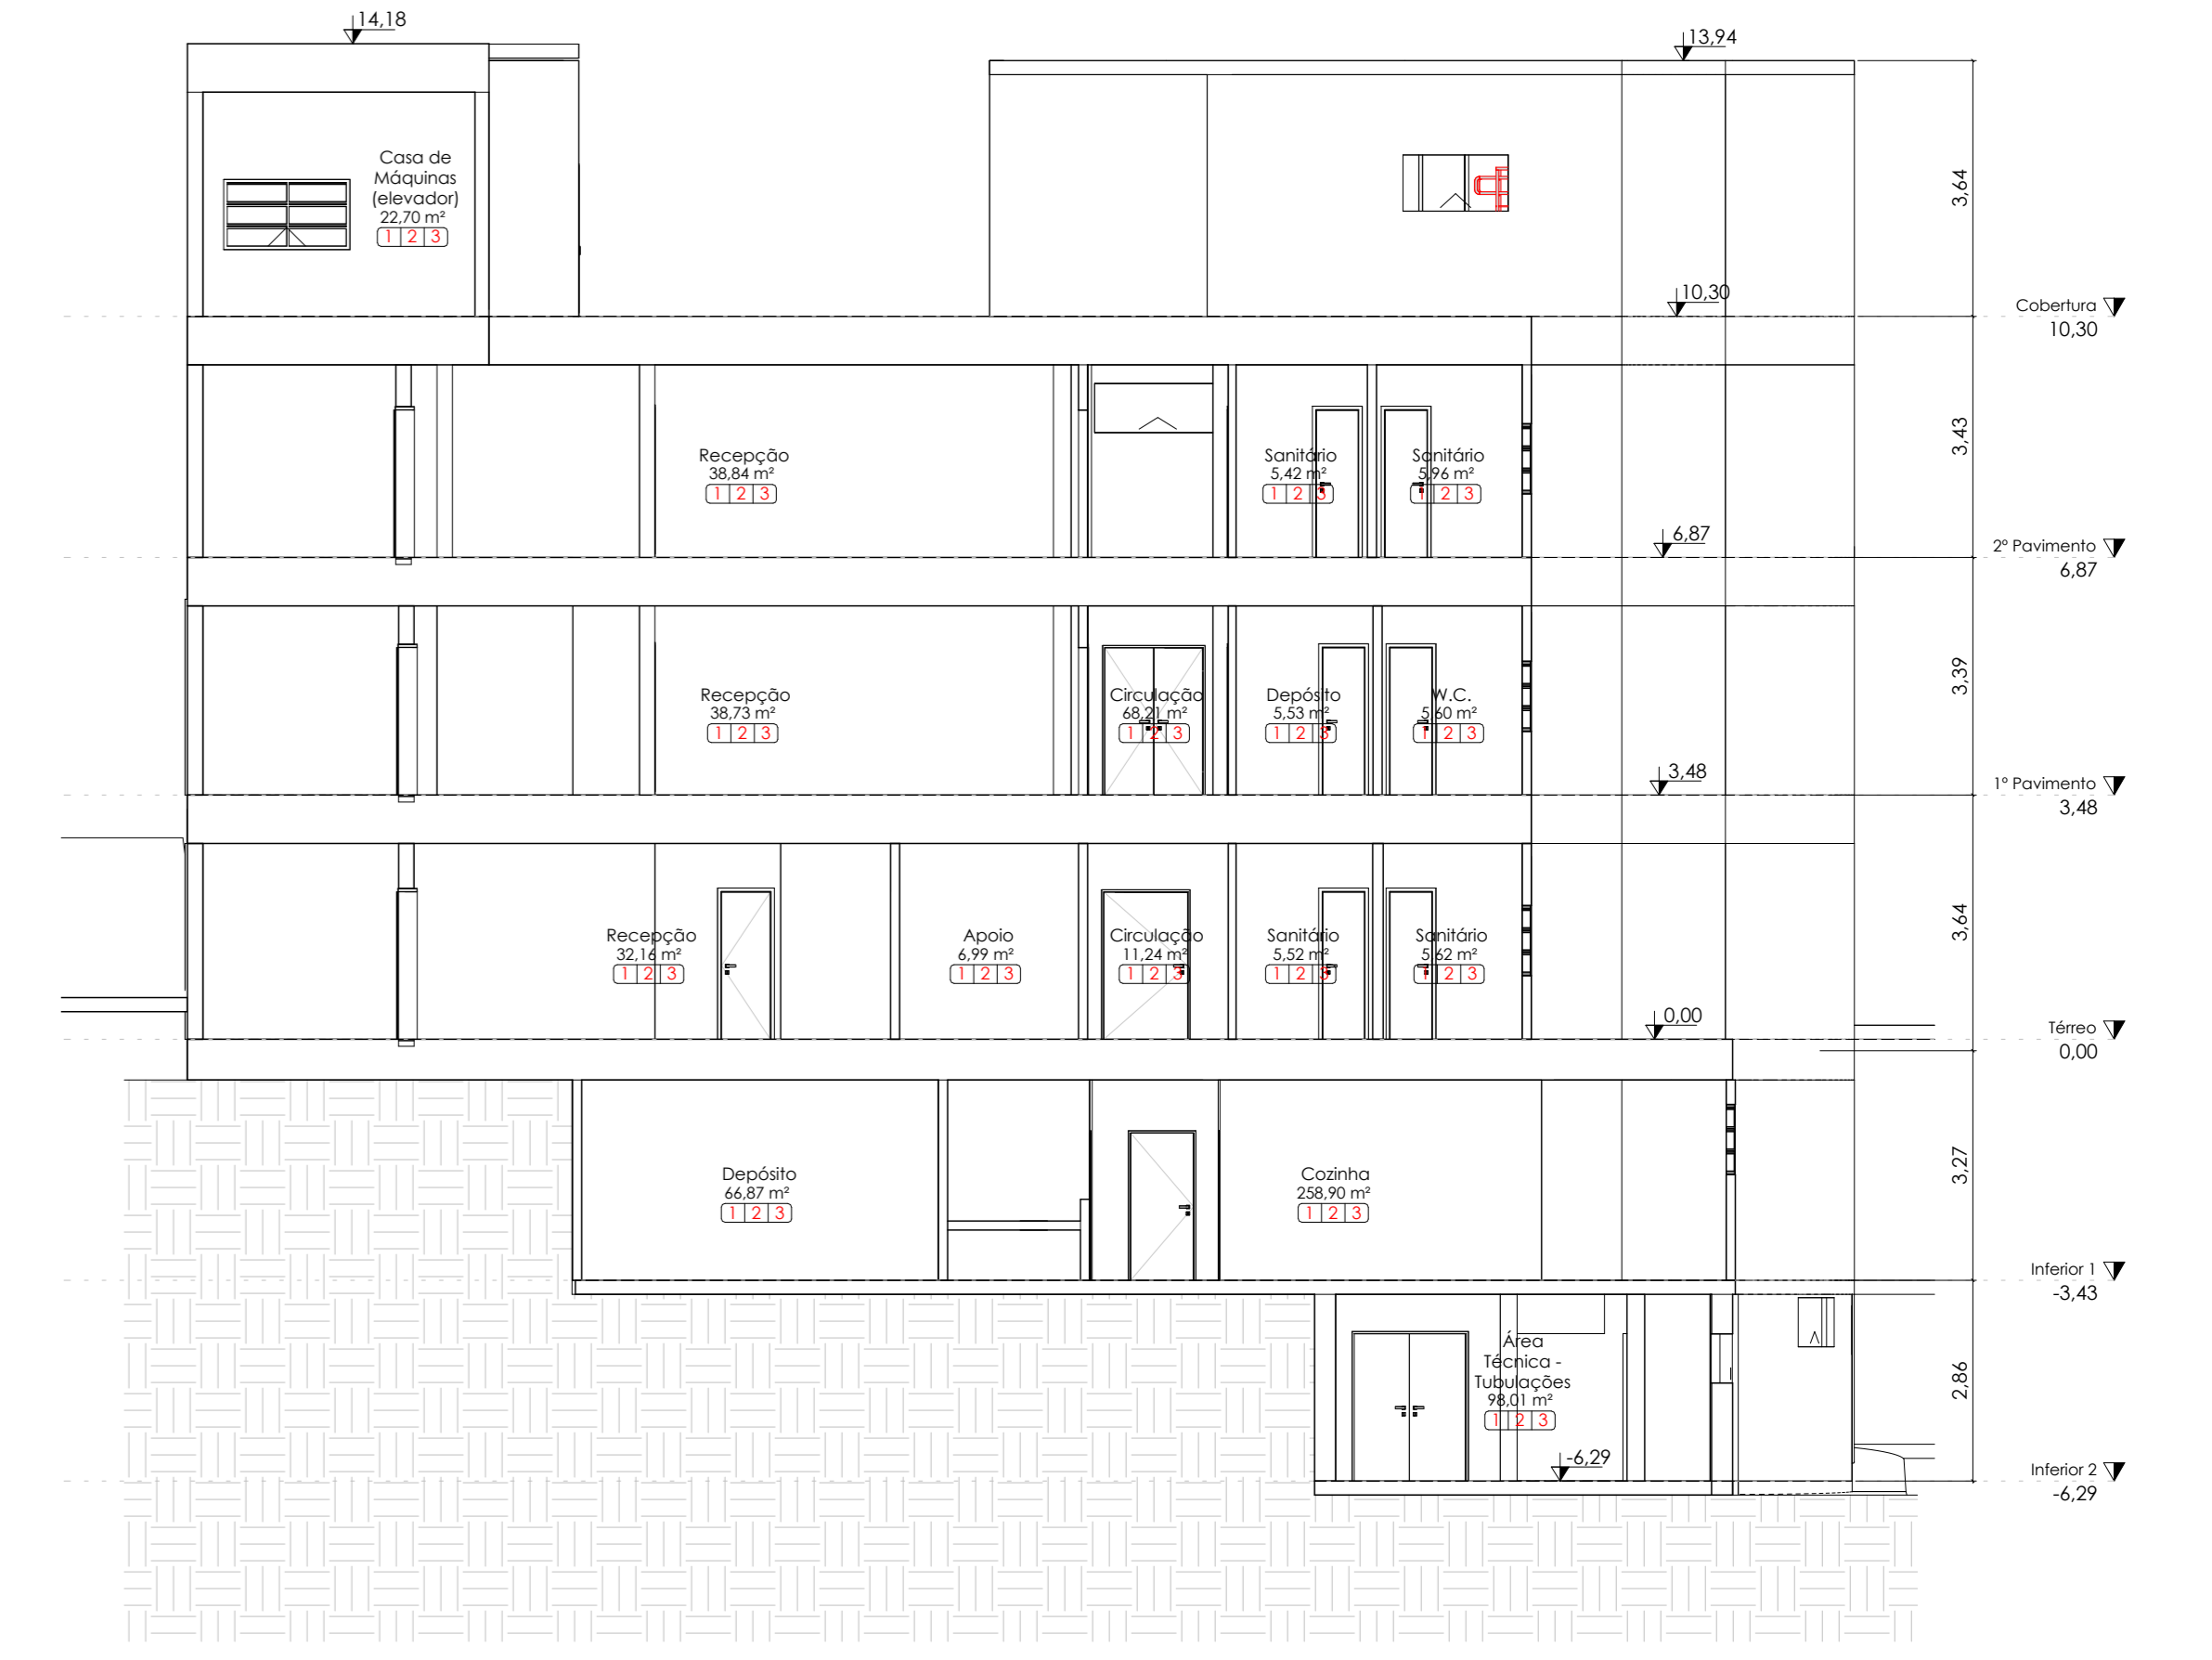 14,18
13,94
Casa de
Máquinas
(elevador)
22,70 m²
1 2 3
3,64
10,30
Cobertura
10,30
Recepção
38,84 m²
1 2 3
Sanitário
5,42 m²
1 2 3
Sanitário
5,96 m²
1 2 3
3,43
6,87
2º Pavimento
6,87
Recepção
38,73 m²
1 2 3
Circulação
68,21 m²
1 2 3
Depósito
5,53 m²
1 2 3
W.C.
5,60 m²
1 2 3
3,39
3,48
1º Pavimento
3,48
Recepção
32,16 m²
1 2 3
Apoio
6,99 m²
1 2 3
Circulação
11,24 m²
1 2 3
Sanitário
5,52 m²
1 2 3
Sanitário
5,62 m²
1 2 3
3,64
0,00
Térreo
0,00
Depósito
66,87 m²
1 2 3
Cozinha
258,90 m²
1 2 3
3,27
Inferior 1
-3,43
Área
Técnica -
Tubulações
98,01 m²
1 2 3
2,86
-6,29
Inferior 2
-6,29